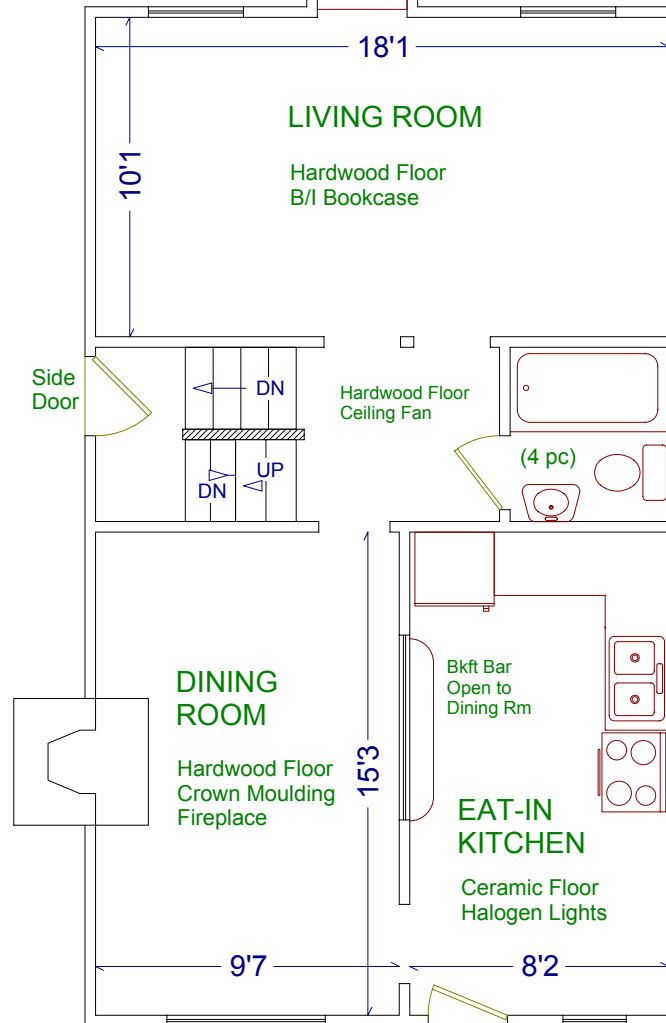 18'1
LIVING ROOM
10'1
Hardwood Floor
B/I Bookcase
Side
Door
DN
Hardwood Floor
Ceiling Fan
(4 pc)
UP
DN
Bkft Bar
Open to
Dining Rm
DINING
ROOM
Hardwood Floor
Crown Moulding
Fireplace
15'3
EAT-IN
KITCHEN
Ceramic Floor
Halogen Lights
9'7
8'2